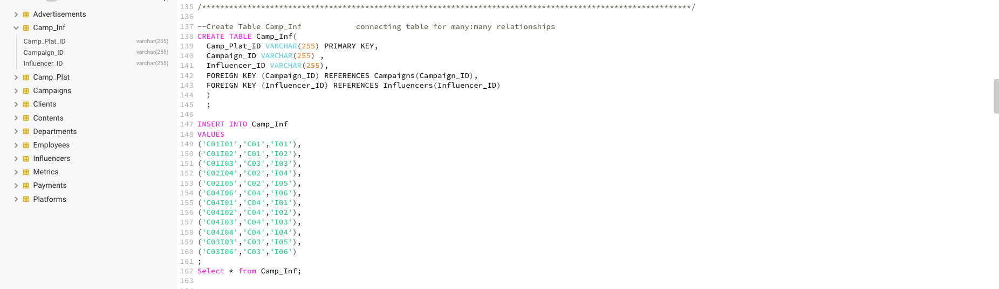 Advertisements
Camp_Inf
Camp_Plat_ID varchar(255)
Campaign_ID varchar(255)
Influencer_ID varchar(255)
Camp_Plat
Campaigns
Clients
Contents
Departments
Employees
Influencers
Metrics
Payments
Platforms
135 /************************************************************************************************************/
136
137 --Create Table Camp_Inf            connecting table for many:many relationships
138 CREATE TABLE Camp_Inf(
139   Camp_Plat_ID VARCHAR(255) PRIMARY KEY,
140   Campaign_ID VARCHAR(255) ,
141   Influencer_ID VARCHAR(255),
142   FOREIGN KEY (Campaign_ID) REFERENCES Campaigns(Campaign_ID),
143   FOREIGN KEY (Influencer_ID) REFERENCES Influencers(Influencer_ID)
144   )
145   ;
146
147 INSERT INTO Camp_Inf
148 VALUES
149 ('C01I01','C01','I01'),
150 ('C01I02','C01','I02'),
151 ('C01I03','C03','I03'),
152 ('C02I04','C02','I04'),
153 ('C02I05','C02','I05'),
154 ('C04I06','C04','I06'),
155 ('C04I01','C04','I01'),
156 ('C04I02','C04','I02'),
157 ('C04I03','C04','I03'),
158 ('C04I04','C04','I04'),
159 ('C03I03','C03','I05'),
160 ('C03I06','C03','I06')
161 ;
162 Select * from Camp_Inf;
163